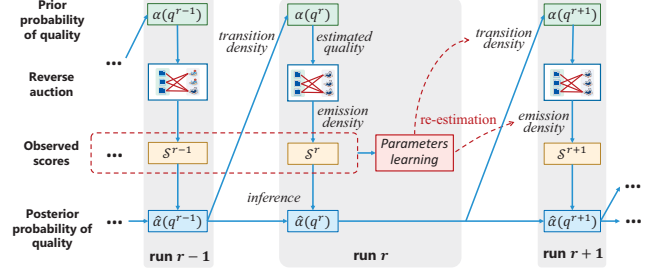 Prior probability of quality
α(q^{r−1})
transition density
α(q^r)
estimated quality
transition density
α(q^{r+1})
...
Reverse auction
emission density
re-estimation
emission density
Observed scores
...
𝒮^{r−1}
𝒮^r
Parameters learning
𝒮^{r+1}
inference
...
Posterior probability of quality
...
α̂(q^{r−1})
α̂(q^r)
α̂(q^{r+1})
...
run r − 1
run r
run r + 1